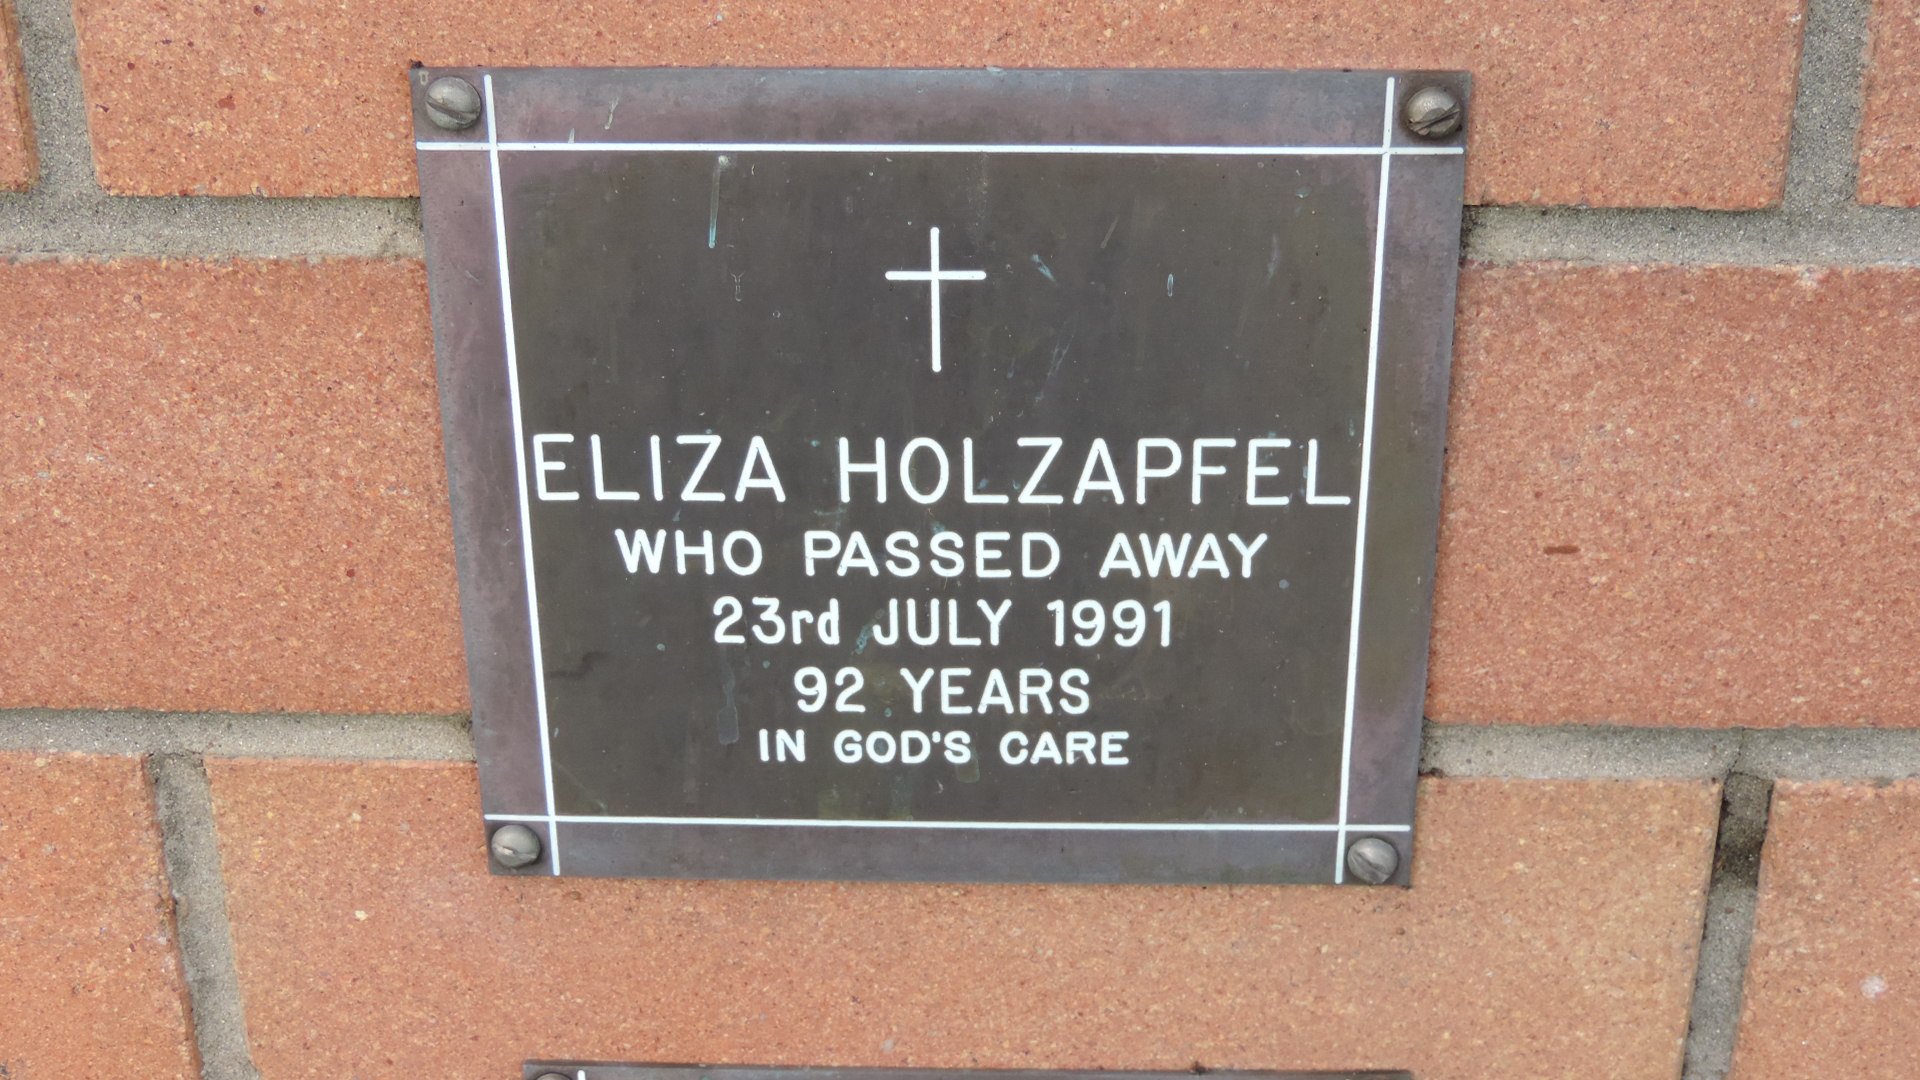 ELIZA HOLZAPFEL
WHO PASSED AWAY
23rd JULY 1991
92 YEARS
IN GOD'S CARE